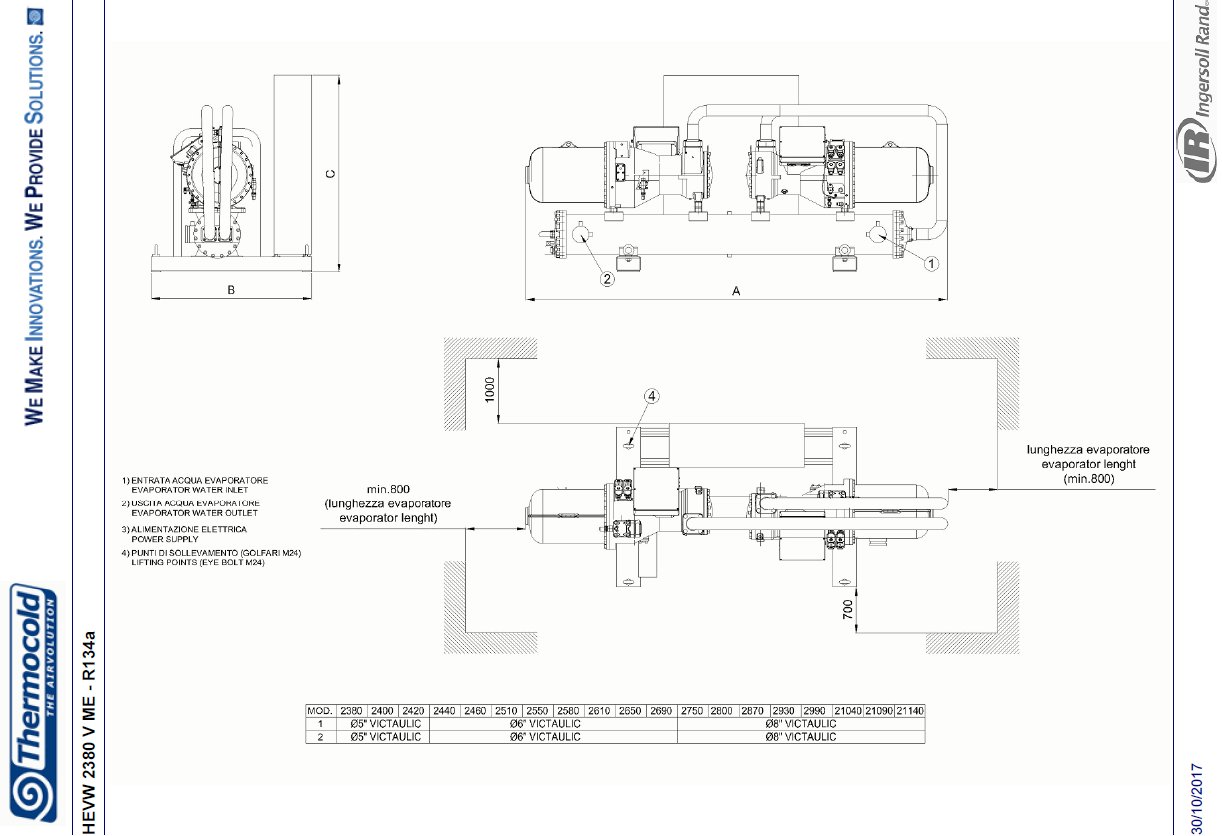 WE MAKE INNOVATIONS. WE PROVIDE SOLUTIONS.
Thermocold
THE AIRVOLUTION
HEVW 2380 V ME - R134a
IR Ingersoll Rand
30/10/2017
C
B
A
2
1
1000
4
700
lunghezza evaporatore
evaporator lenght
(min.800)
min.800
(lunghezza evaporatore
evaporator lenght)
1) ENTRATA ACQUA EVAPORATORE
EVAPORATOR WATER INLET
2) USCITA ACQUA EVAPORATORE
EVAPORATOR WATER OUTLET
3) ALIMENTAZIONE ELETTRICA
POWER SUPPLY
4) PUNTI DI SOLLEVAMENTO (GOLFARI M24)
LIFTING POINTS (EYE BOLT M24)
MOD. 2380 2400 2420 2440 2460 2510 2550 2580 2610 2650 2690 2750 2800 2870 2930 2990 21040 21090 21140
1 Ø5" VICTAULIC Ø6" VICTAULIC Ø8" VICTAULIC
2 Ø5" VICTAULIC Ø6" VICTAULIC Ø8" VICTAULIC